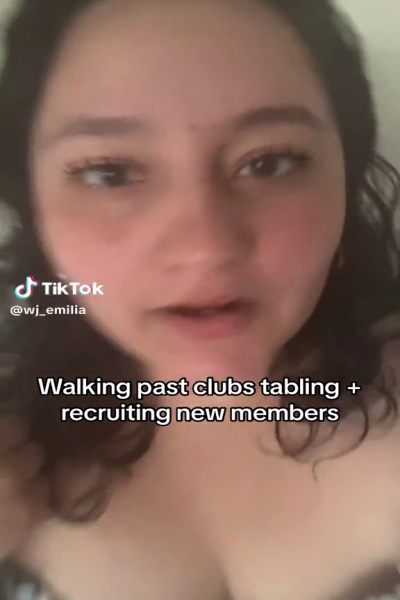 TikTok
@wj_emilia
Walking past clubs tabling +
recruiting new members